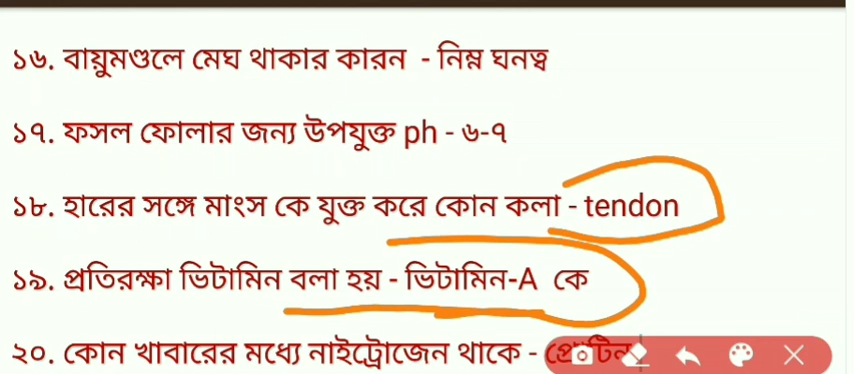 ১৬. বায়ুমণ্ডলে মেঘ থাকার কারন - নিম্ন ঘনত্ব
১৭. ফসল ফোলার জন্য উপযুক্ত ph - ৬-৭
১৮. হারের সঙ্গে মাংস কে যুক্ত করে কোন কলা - tendon
১৯. প্রতিরক্ষা ভিটামিন বলা হয় - ভিটামিন-A কে
২০. কোন খাবারের মধ্যে নাইট্রোজেন থাকে -